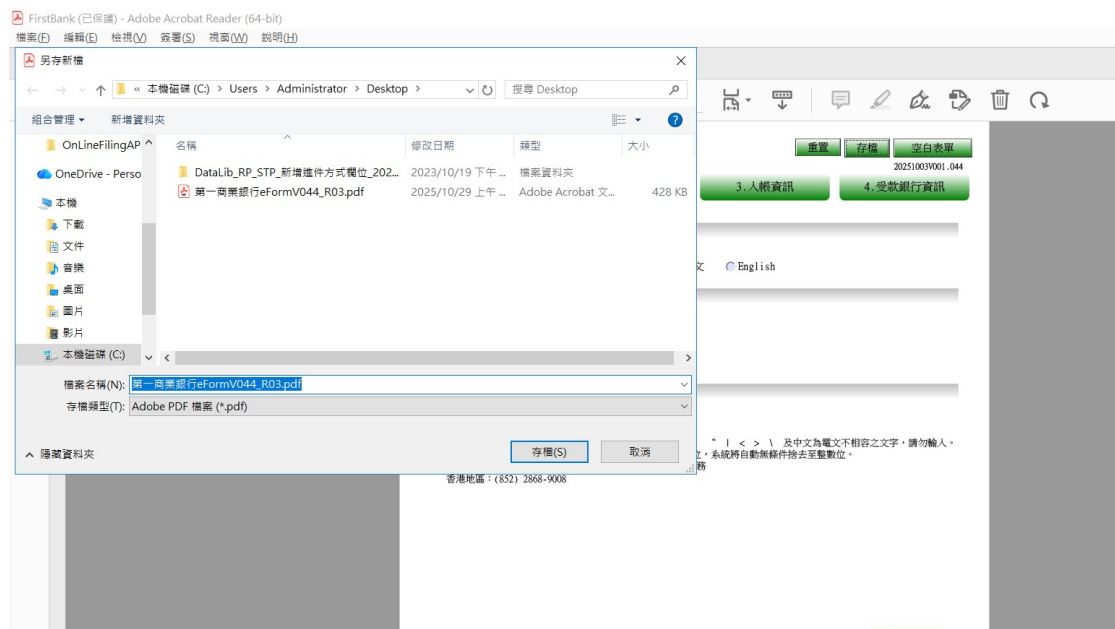 FirstBank (已保護) - Adobe Acrobat Reader (64-bit)
檔案(F) 編輯(E) 檢視(V) 簽署(S) 視窗(W) 說明(H)
另存新檔
« 本機磁碟 (C:) > Users > Administrator > Desktop >
搜尋 Desktop
組合管理 新增資料夾
OnLineFilingAP
OneDrive - Perso
本機
下載
文件
音樂
桌面
圖片
影片
本機磁碟 (C:)
名稱 修改日期 類型 大小
DataLib_RP_STP_新增進件方式欄位_202... 2023/10/19 下午 ... 檔案資料夾
第一商業銀行eFormV044_R03.pdf 2025/10/29 上午 ... Adobe Acrobat 文... 428 KB
檔案名稱(N): 第一商業銀行eFormV044_R03.pdf
存檔類型(T): Adobe PDF 檔案 (*.pdf)
隱藏資料夾
存檔(S) 取消
重置 存檔 空白表單
20251003V001.044
3.入帳資訊 4.受款銀行資訊
文 English
" | < > \ 及中文為電文不相容之文字，請勿輸入。
位，系統將自動無條件捨去至整數位。
務
香港地區：(852) 2868-9008